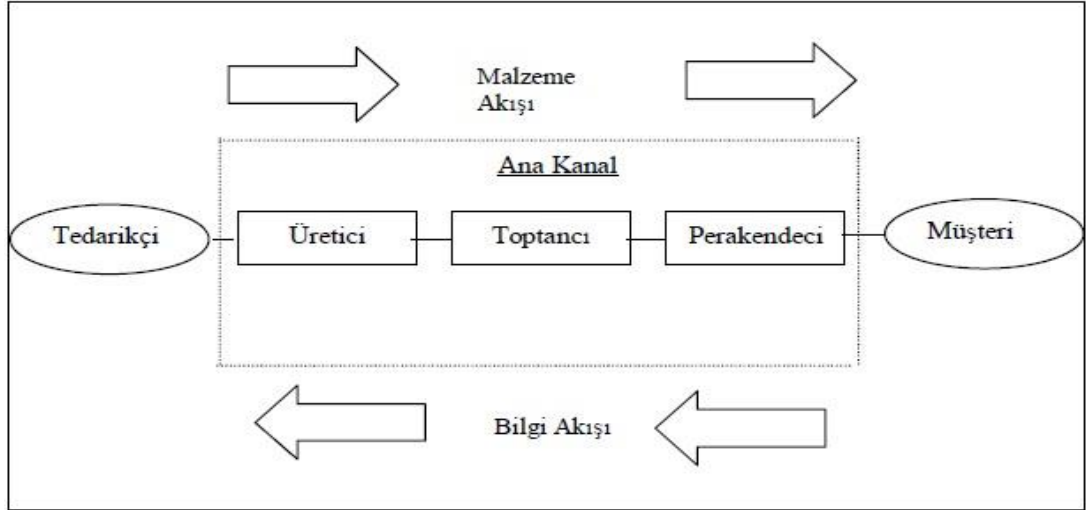 Malzeme
Akışı
Ana Kanal
Tedarikçi
Üretici
Toptancı
Perakendeci
Müşteri
Bilgi Akışı